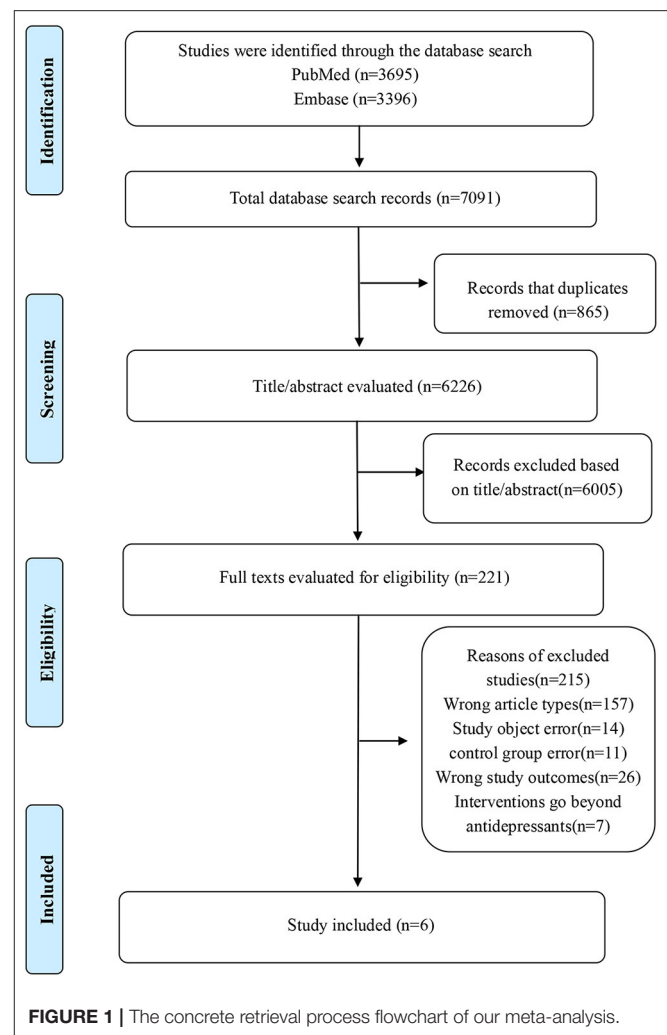 Identification
Studies were identified through the database search
PubMed (n=3695)
Embase (n=3396)
Total database search records (n=7091)
Records that duplicates
removed (n=865)
Screening
Title/abstract evaluated (n=6226)
Records excluded based
on title/abstract(n=6005)
Eligibility
Full texts evaluated for eligibility (n=221)
Reasons of excluded
studies(n=215)
Wrong article types(n=157)
Study object error(n=14)
control group error(n=11)
Wrong study outcomes(n=26)
Interventions go beyond
antidepressants(n=7)
Included
Study included (n=6)
FIGURE 1 | The concrete retrieval process flowchart of our meta-analysis.